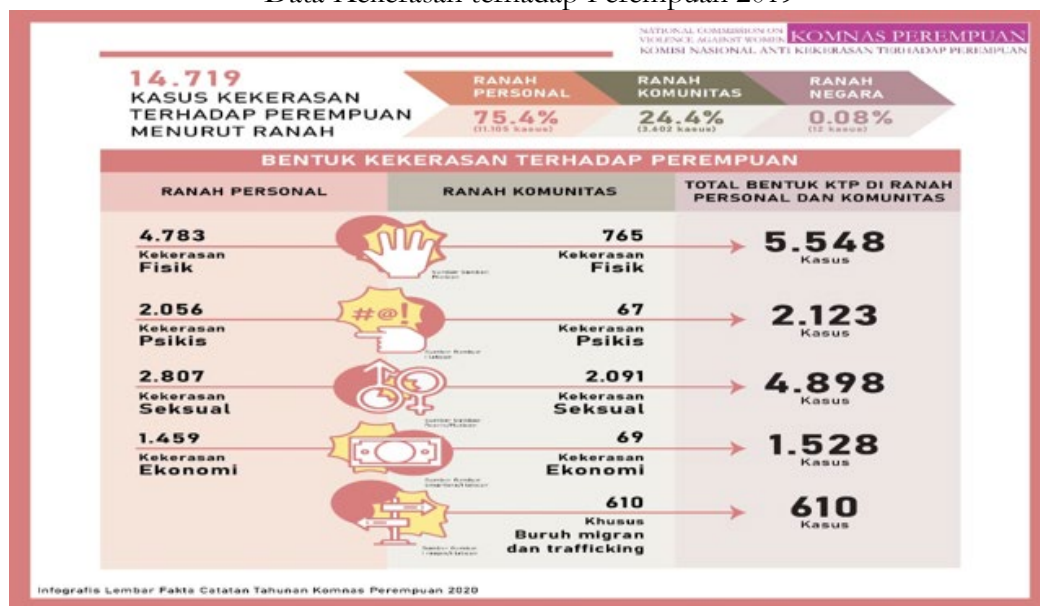 Data Kekerasan terhadap Perempuan 2019
NATIONAL COMMISSION ON
VIOLENCE AGAINST WOMEN
KOMNAS PEREMPUAN
KOMISI NASIONAL ANTI KEKERASAN TERHADAP PEREMPUAN
14.719
KASUS KEKERASAN
TERHADAP PEREMPUAN
MENURUT RANAH
RANAH
PERSONAL
75.4%
(11.105 kasus)
RANAH
KOMUNITAS
24.4%
(3.602 kasus)
RANAH
NEGARA
0.08%
(12 kasus)
BENTUK KEKERASAN TERHADAP PEREMPUAN
RANAH PERSONAL
RANAH KOMUNITAS
TOTAL BENTUK KTP DI RANAH
PERSONAL DAN KOMUNITAS
4.783
Kekerasan
Fisik
765
Kekerasan
Fisik
5.548
Kasus
2.056
Kekerasan
Psikis
#@!
67
Kekerasan
Psikis
2.123
Kasus
2.807
Kekerasan
Seksual
2.091
Kekerasan
Seksual
4.898
Kasus
1.459
Kekerasan
Ekonomi
69
Kekerasan
Ekonomi
1.528
Kasus
610
Khusus
Buruh migran
dan trafficking
610
Kasus
Infografis Lembar Fakta Catatan Tahunan Komnas Perempuan 2020